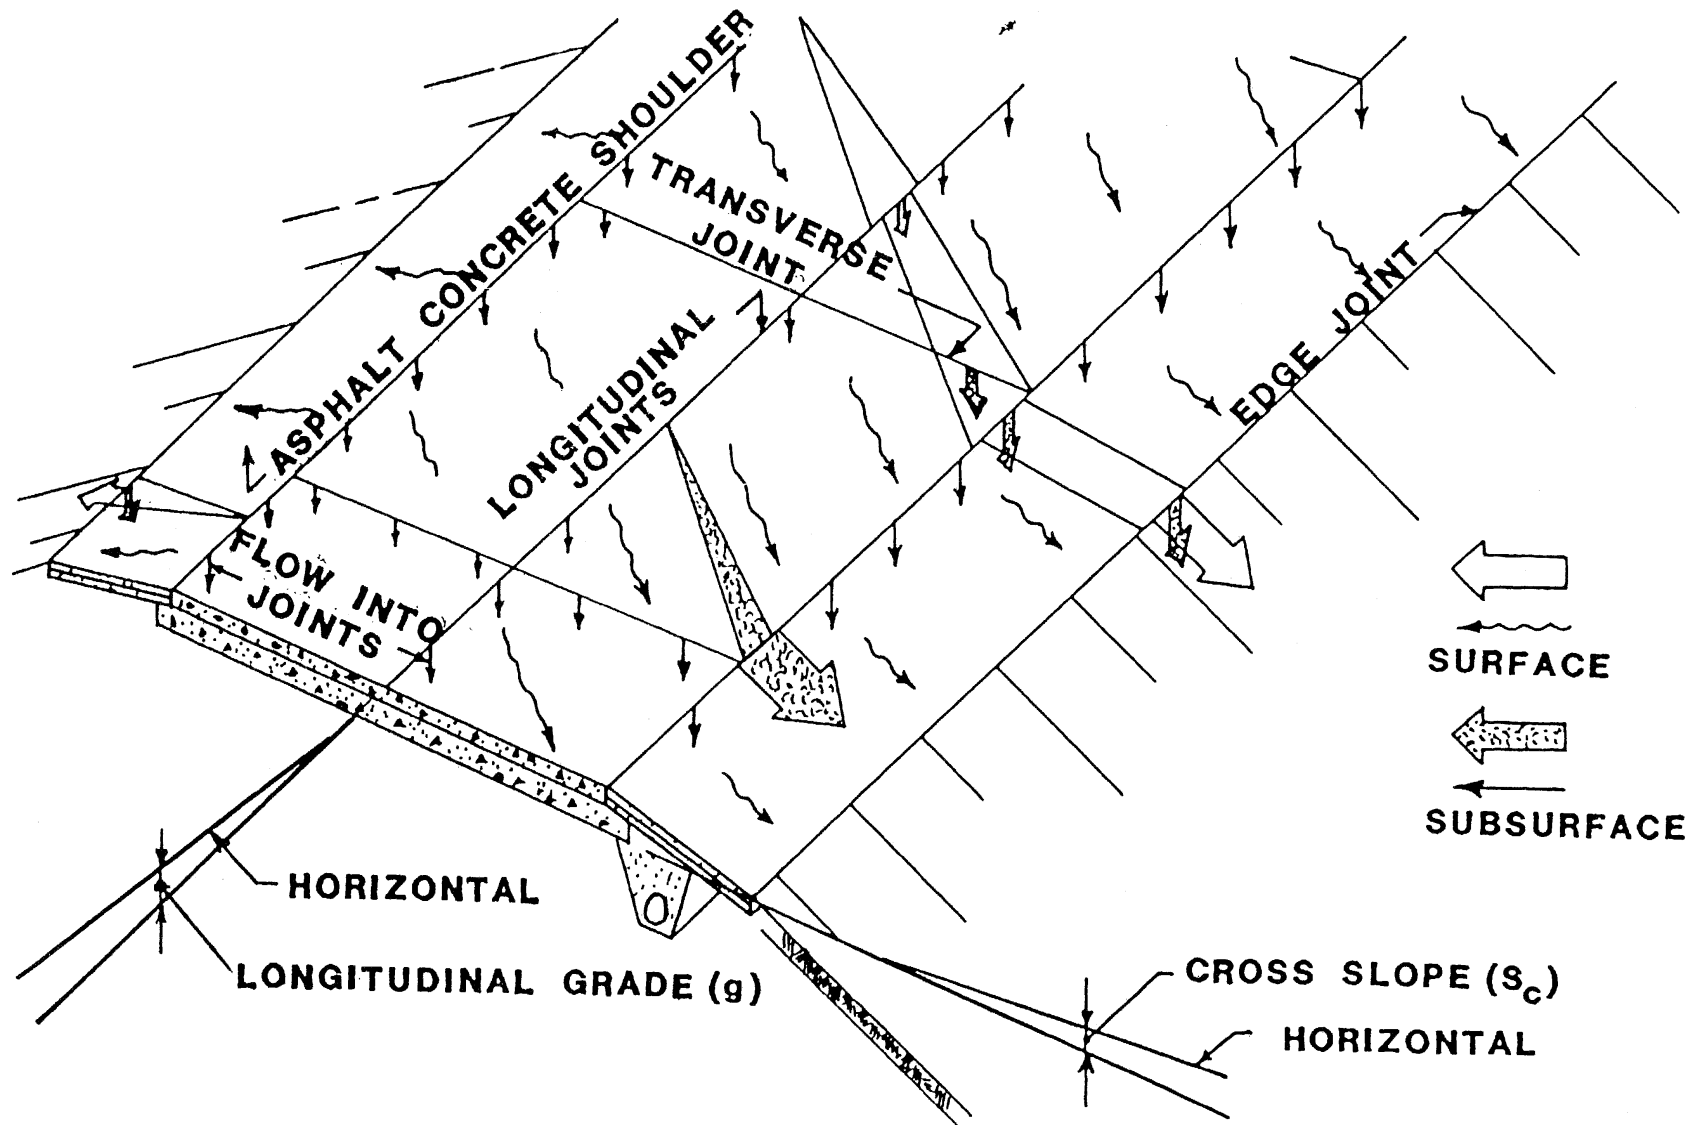 ASPHALT CONCRETE SHOULDER
TRANSVERSE
JOINT
LONGITUDINAL
JOINTS
EDGE JOINT
FLOW INTO
JOINTS
SURFACE
SUBSURFACE
HORIZONTAL
LONGITUDINAL GRADE (g)
CROSS SLOPE (Sc)
HORIZONTAL